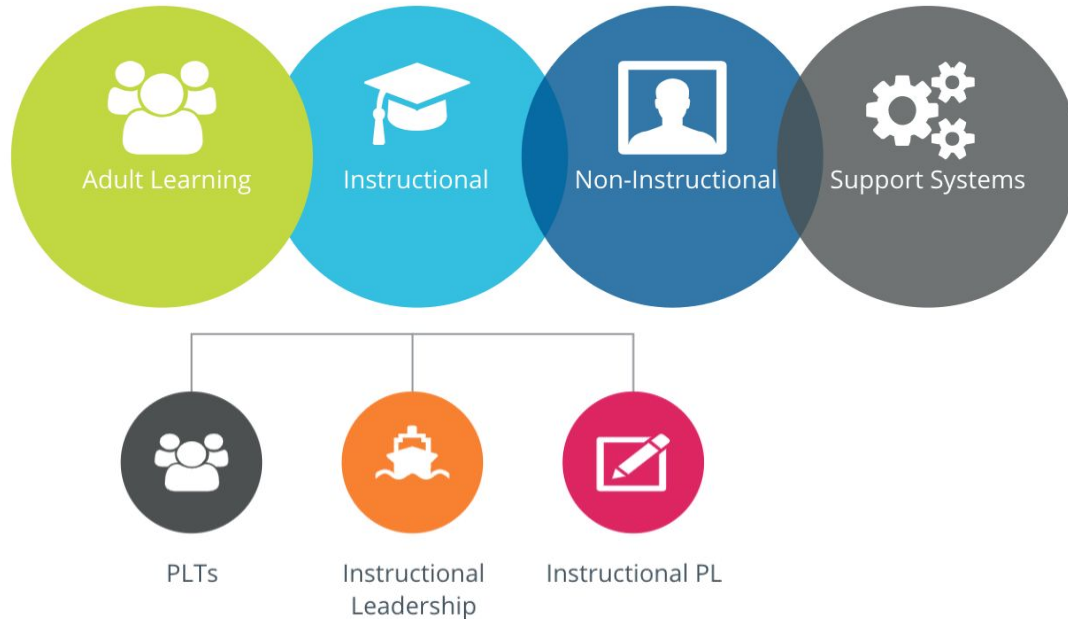 Adult Learning
Instructional
Non-Instructional
Support Systems
PLTs
Instructional
Leadership
Instructional PL